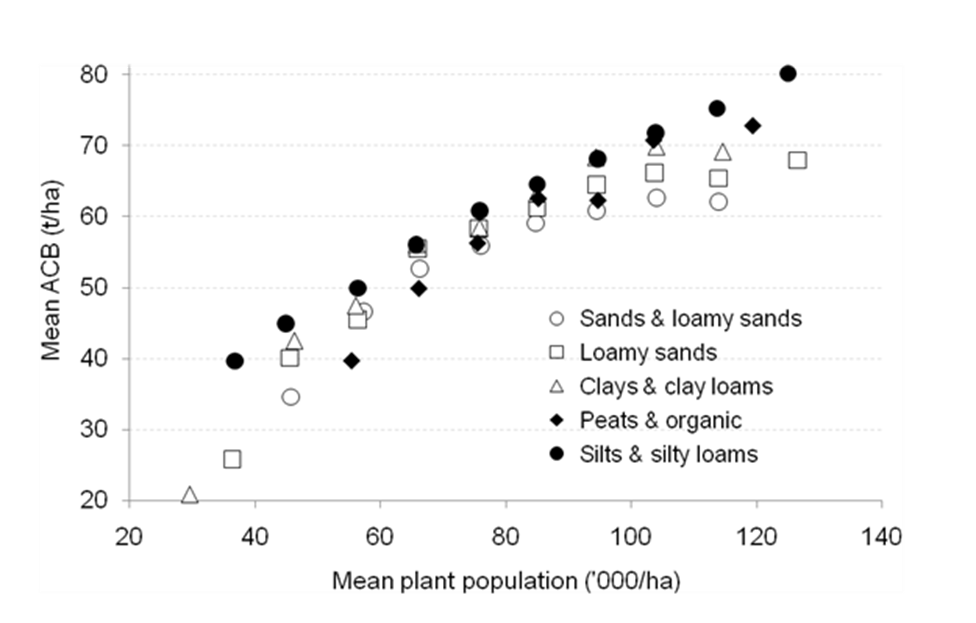 80
70
60
50
40
30
20
Mean ACB (t/ha)
Sands & loamy sands
Loamy sands
Clays & clay loams
Peats & organic
Silts & silty loams
20 40 60 80 100 120 140
Mean plant population ('000/ha)